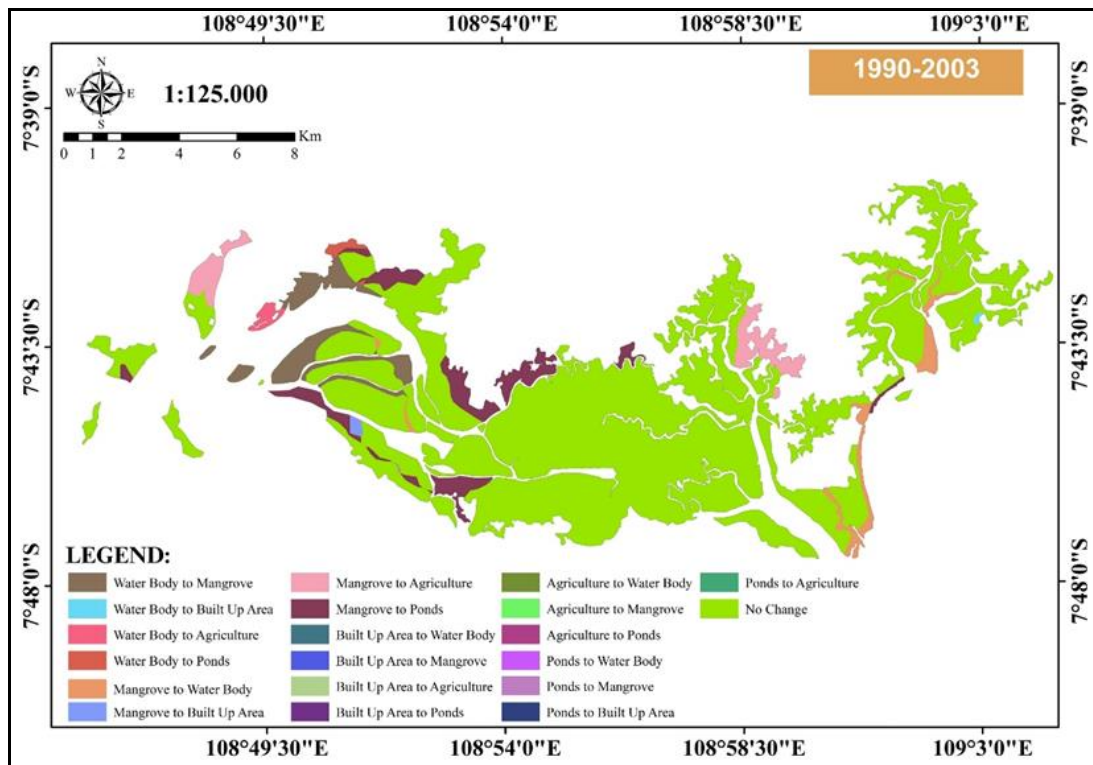 108°49'30"E 108°54'0"E 108°58'30"E 109°3'0"E
1990-2003
N
W E
S
1:125.000
Km
0 1 2 4 6 8
7°39'0"S 7°39'0"S
7°43'30"S 7°43'30"S
7°48'0"S 7°48'0"S
LEGEND:
Water Body to Mangrove
Water Body to Built Up Area
Water Body to Agriculture
Water Body to Ponds
Mangrove to Water Body
Mangrove to Built Up Area
Mangrove to Agriculture
Mangrove to Ponds
Built Up Area to Water Body
Built Up Area to Mangrove
Built Up Area to Agriculture
Built Up Area to Ponds
Agriculture to Water Body
Agriculture to Mangrove
Agriculture to Ponds
Ponds to Water Body
Ponds to Mangrove
Ponds to Built Up Area
Ponds to Agriculture
No Change
108°49'30"E 108°54'0"E 108°58'30"E 109°3'0"E